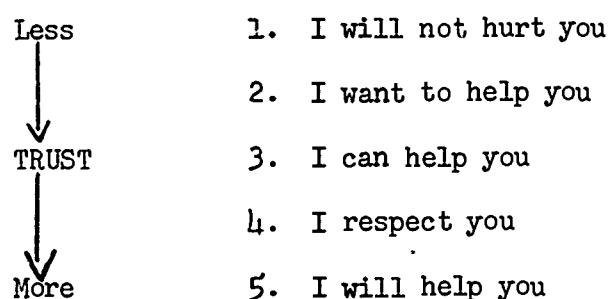 Less 1. I will not hurt you
2. I want to help you
TRUST 3. I can help you
4. I respect you
More 5. I will help you